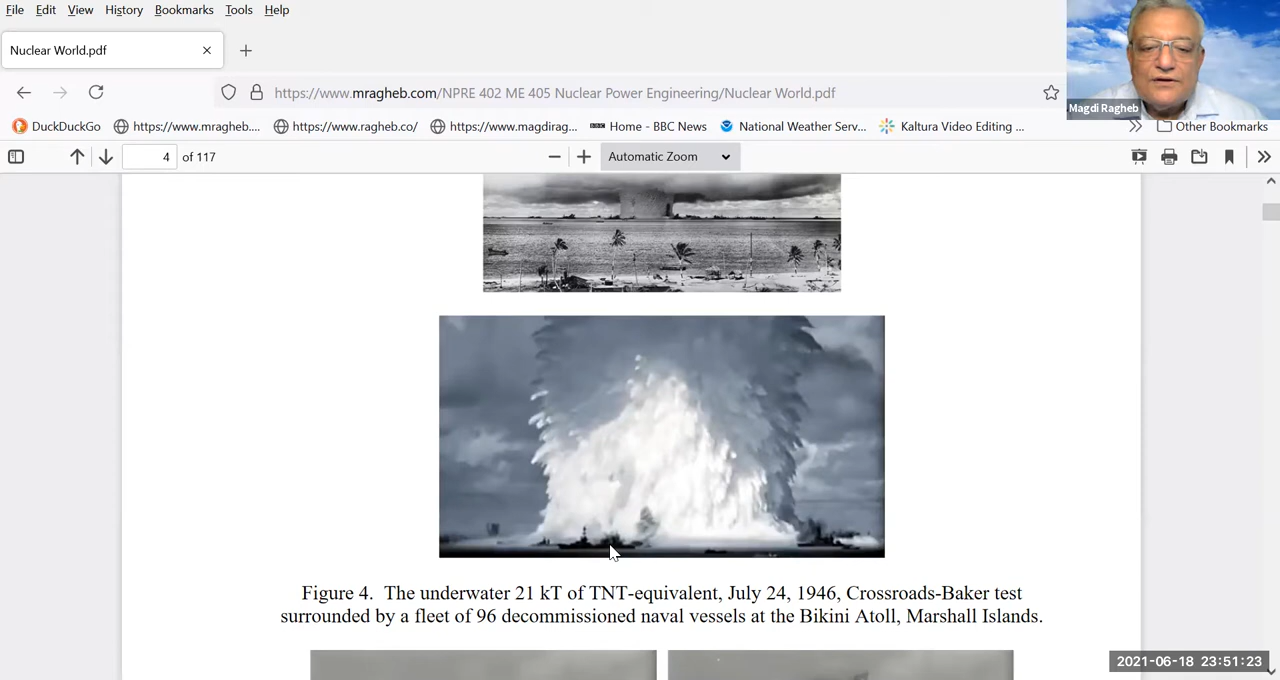 File Edit View History Bookmarks Tools Help
Nuclear World.pdf
https://www.mragheb.com/NPRE 402 ME 405 Nuclear Power Engineering/Nuclear World.pdf
Magdi Ragheb
DuckDuckGo https://www.mragheb.... https://www.ragheb.co/ https://www.magdirag... BBC Home - BBC News National Weather Serv... Kaltura Video Editing ... Other Bookmarks
4 of 117 Automatic Zoom
Figure 4. The underwater 21 kT of TNT-equivalent, July 24, 1946, Crossroads-Baker test
surrounded by a fleet of 96 decommissioned naval vessels at the Bikini Atoll, Marshall Islands.
2021-06-18 23:51:23